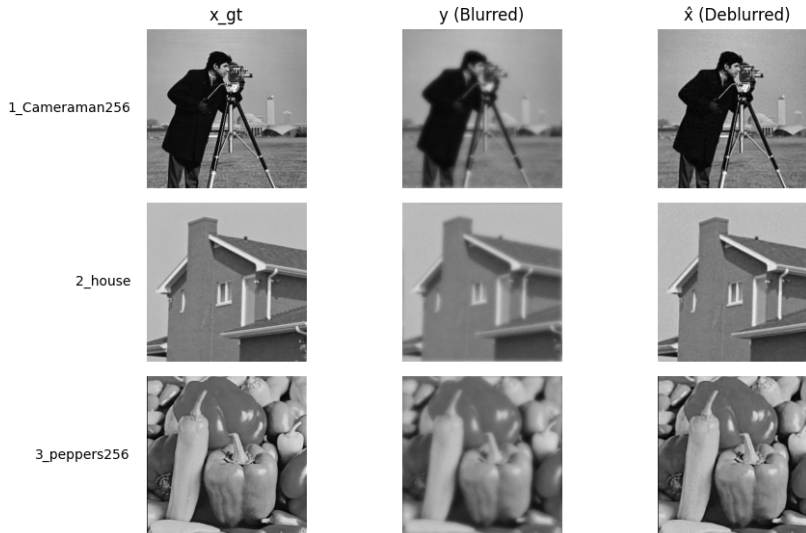 x_gt y (Blurred) x̂ (Deblurred)
1_Cameraman256
2_house
3_peppers256